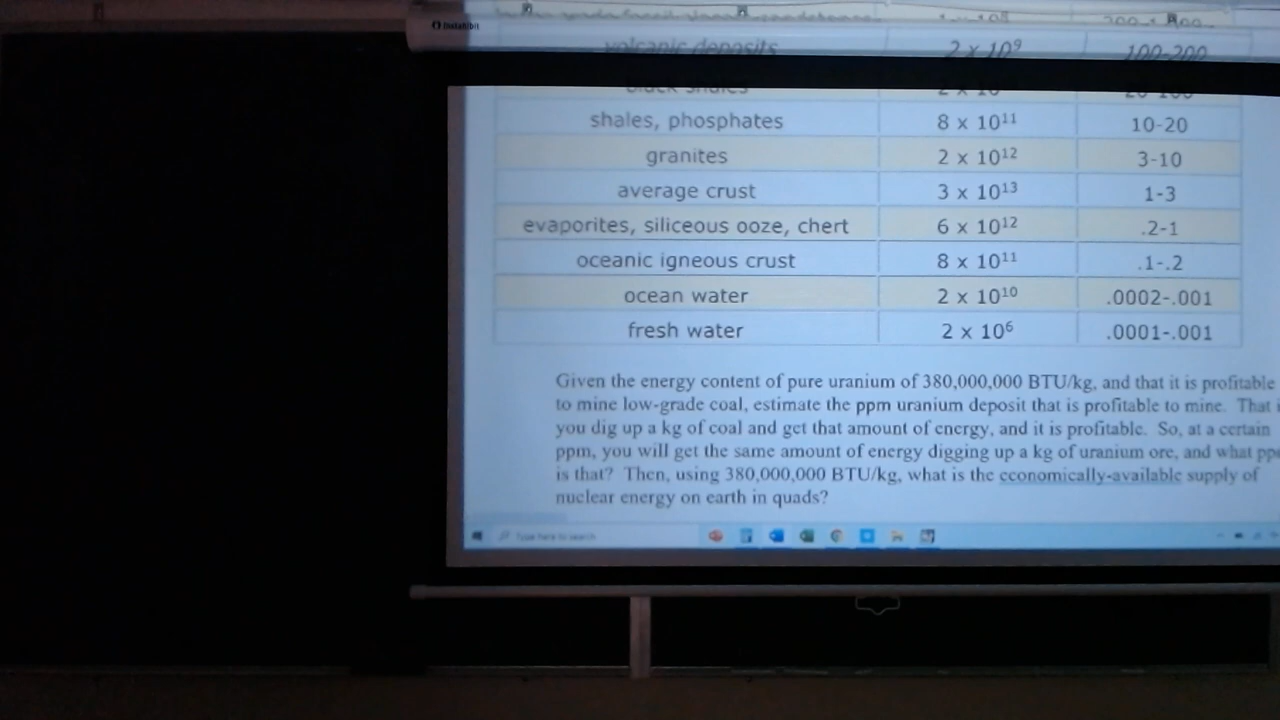 volcanic deposits 2 x 10⁹ 100-200
shales, phosphates 8 x 10¹¹ 10-20
granites 2 x 10¹² 3-10
average crust 3 x 10¹³ 1-3
evaporites, siliceous ooze, chert 6 x 10¹² .2-1
oceanic igneous crust 8 x 10¹¹ .1-.2
ocean water 2 x 10¹⁰ .0002-.001
fresh water 2 x 10⁶ .0001-.001
Given the energy content of pure uranium of 380,000,000 BTU/kg, and that it is profitable
to mine low-grade coal, estimate the ppm uranium deposit that is profitable to mine. That
you dig up a kg of coal and get that amount of energy, and it is profitable. So, at a certain
ppm, you will get the same amount of energy digging up a kg of uranium ore, and what
is that? Then, using 380,000,000 BTU/kg, what is the economically-available supply of
nuclear energy on earth in quads?
Type here to search